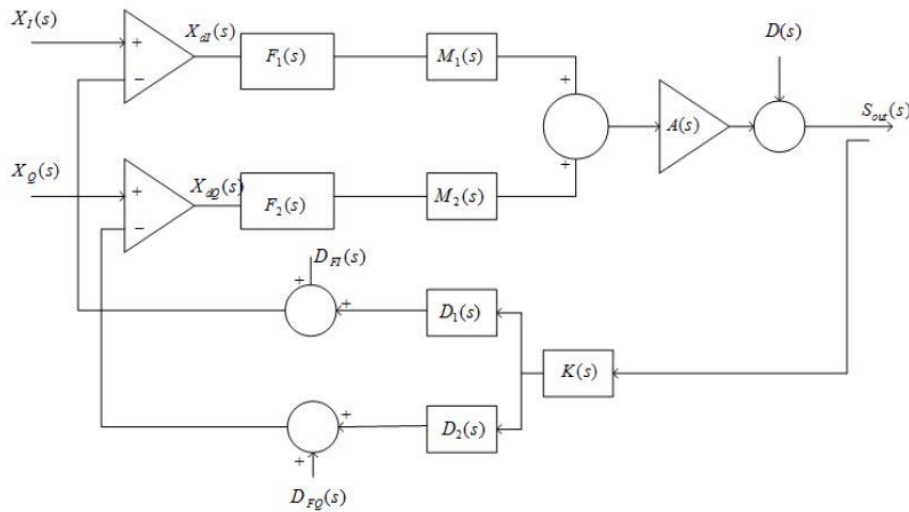 X_I(s)
+
−
X_dI(s)
F_1(s)
M_1(s)
+
D(s)
A(s)
S_out(s)
X_Q(s)
+
−
X_dQ(s)
F_2(s)
M_2(s)
+
D_FI(s)
+
+
D_1(s)
K(s)
+
D_2(s)
+
D_FQ(s)